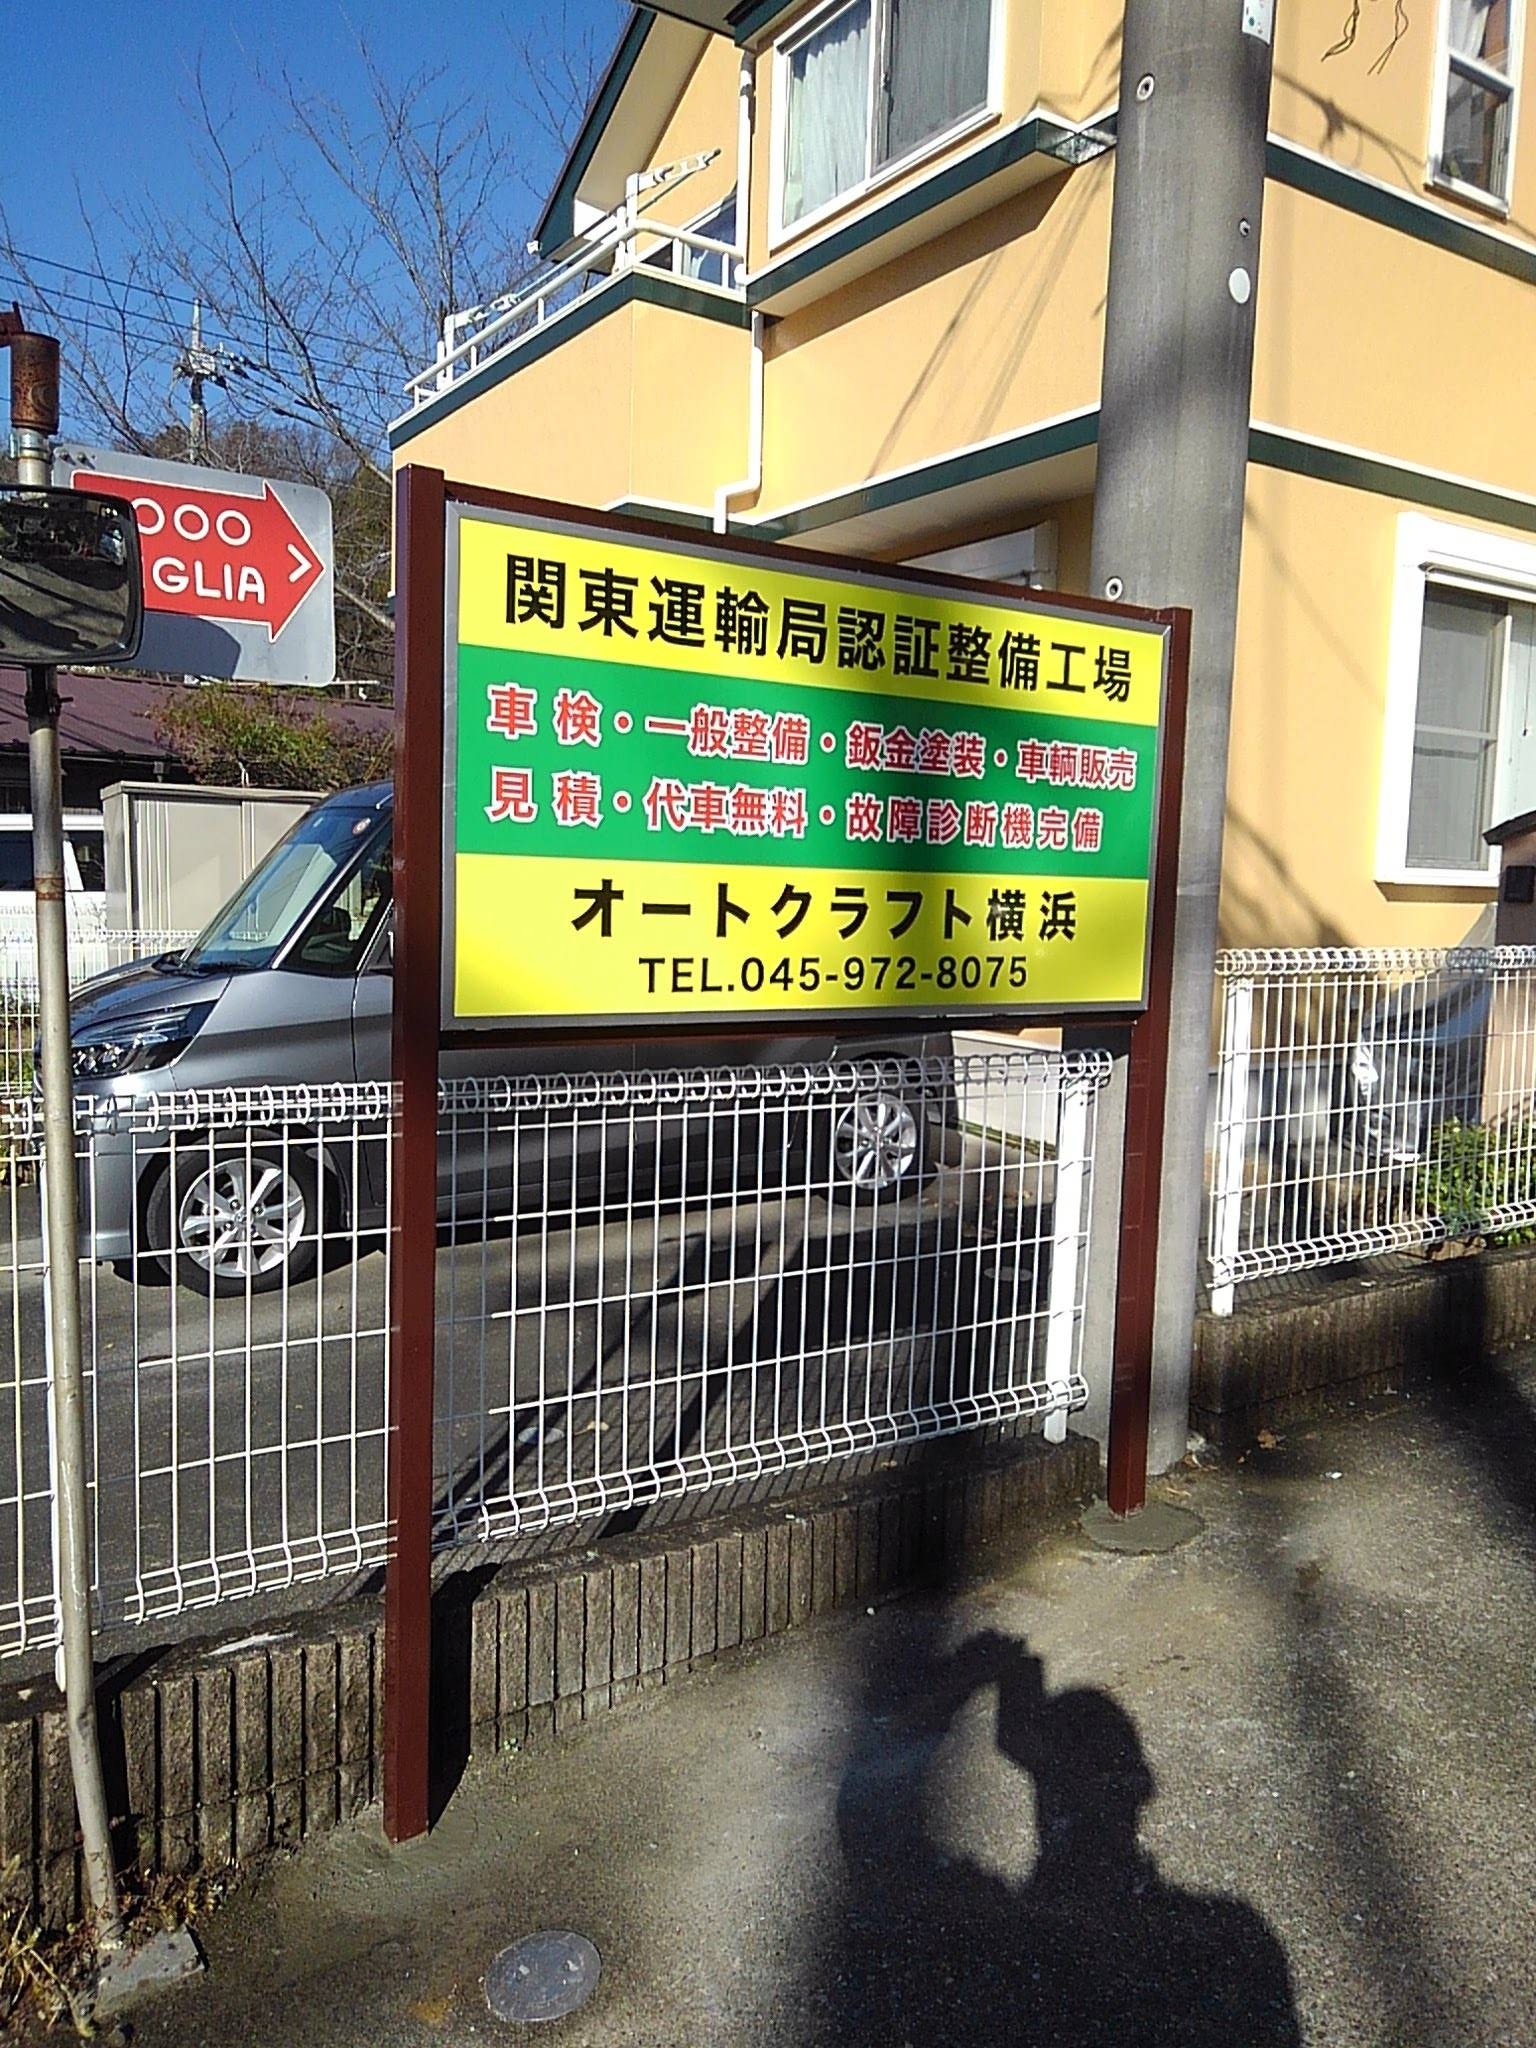 OOO
GLIA
関東運輸局認証整備工場
車検・一般整備・鈑金塗装・車輌販売
見積・代車無料・故障診断機完備
オートクラフト横浜
TEL.045-972-8075